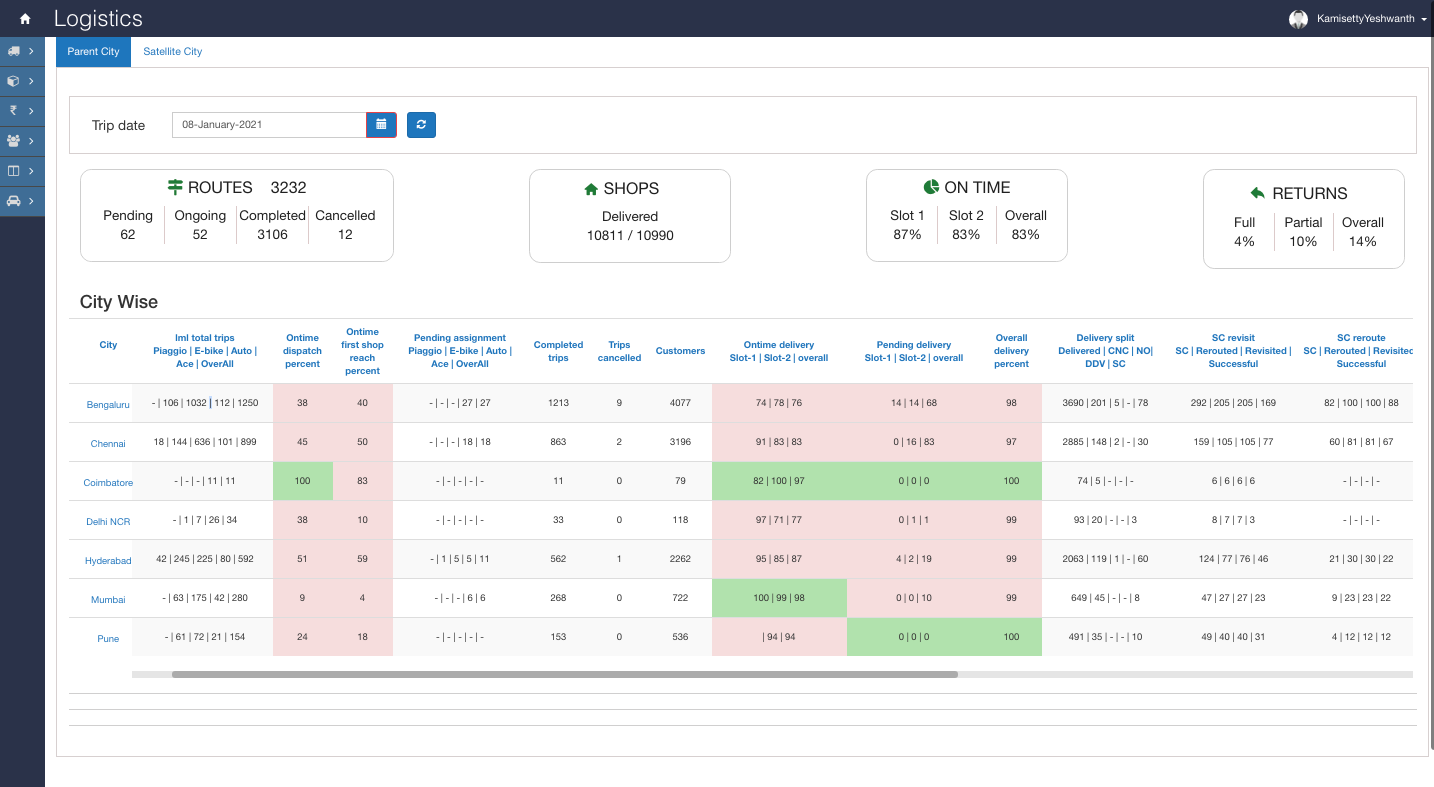 Logistics
KamisettyYeshwanth
Parent City Satellite City
Trip date 08-January-2021
ROUTES 3232
Pending Ongoing Completed Cancelled
62 52 3106 12
SHOPS
Delivered
10811 / 10990
ON TIME
Slot 1 Slot 2 Overall
87% 83% 83%
RETURNS
Full Partial Overall
4% 10% 14%
City Wise
City
Iml total trips
Piaggio | E-bike | Auto |
Ace | OverAll
Ontime
dispatch
percent
Ontime
first shop
reach
percent
Pending assignment
Piaggio | E-bike | Auto |
Ace | OverAll
Completed
trips
Trips
cancelled
Customers
Ontime delivery
Slot-1 | Slot-2 | overall
Pending delivery
Slot-1 | Slot-2 | overall
Overall
delivery
percent
Delivery split
Delivered | CNC | NO|
DDV | SC
SC revisit
SC | Rerouted | Revisited |
Successful
SC reroute
SC | Rerouted | Revisited
Successful
Bengaluru - | 106 | 1032 | 112 | 1250 38 40 - | - | - | 27 | 27 1213 9 4077 74 | 78 | 76 14 | 14 | 68 98 3690 | 201 | 5 | - | 78 292 | 205 | 205 | 169 82 | 100 | 100 | 88
Chennai 18 | 144 | 636 | 101 | 899 45 50 - | - | - | 18 | 18 863 2 3196 91 | 83 | 83 0 | 16 | 83 97 2885 | 148 | 2 | - | 30 159 | 105 | 105 | 77 60 | 81 | 81 | 67
Coimbatore - | - | - | 11 | 11 100 83 - | - | - | - | - 11 0 79 82 | 100 | 97 0 | 0 | 0 100 74 | 5 | - | - | - 6 | 6 | 6 | 6 - | - | - | -
Delhi NCR - | 1 | 7 | 26 | 34 38 10 - | - | - | - | - 33 0 118 97 | 71 | 77 0 | 1 | 1 99 93 | 20 | - | - | 3 8 | 7 | 7 | 3 - | - | - | -
Hyderabad 42 | 245 | 225 | 80 | 592 51 59 - | 1 | 5 | 5 | 11 562 1 2262 95 | 85 | 87 4 | 2 | 19 99 2063 | 119 | 1 | - | 60 124 | 77 | 76 | 46 21 | 30 | 30 | 22
Mumbai - | 63 | 175 | 42 | 280 9 4 - | - | - | 6 | 6 268 0 722 100 | 99 | 98 0 | 0 | 10 99 649 | 45 | - | - | 8 47 | 27 | 27 | 23 9 | 23 | 23 | 22
Pune - | 61 | 72 | 21 | 154 24 18 - | - | - | - | - 153 0 536 | 94 | 94 0 | 0 | 0 100 491 | 35 | - | - | 10 49 | 40 | 40 | 31 4 | 12 | 12 | 12